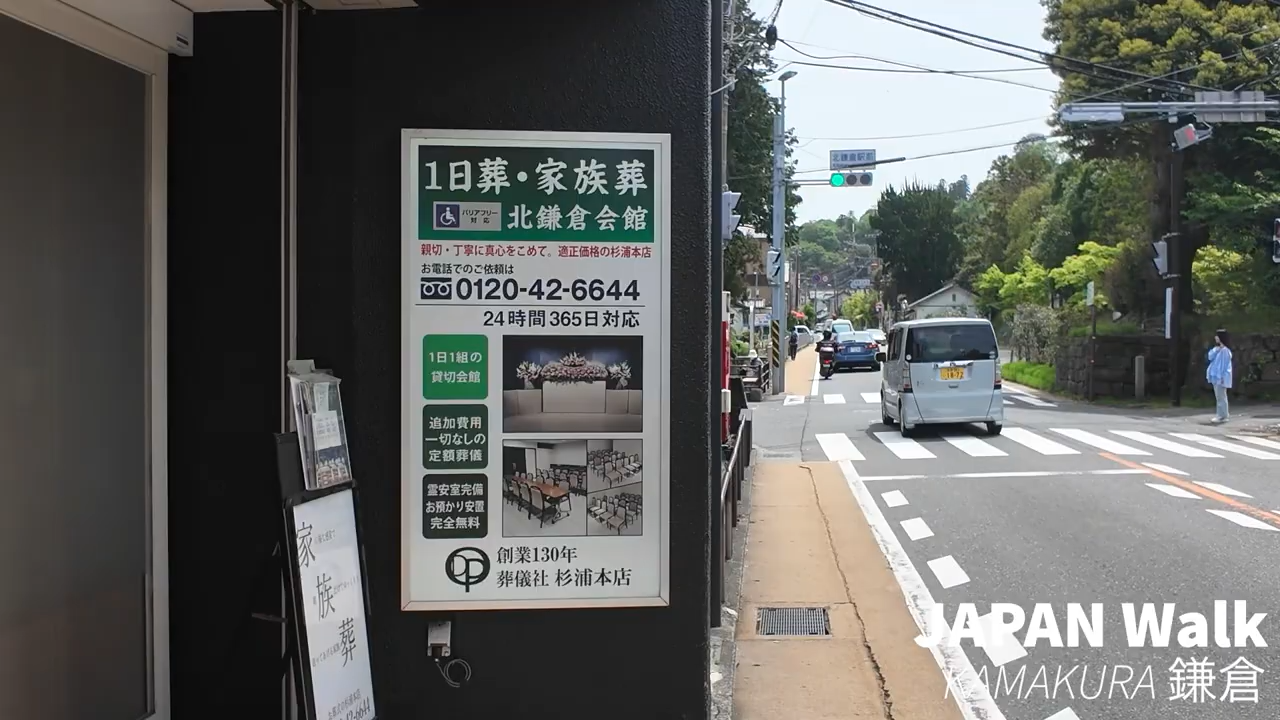 1日葬・家族葬
バリアフリー
対応
北鎌倉会館
親切・丁寧に真心をこめて。適正価格の杉浦本店
お電話でのご依頼は
0120-42-6644
24時間365日対応
1日1組の
貸切会館
追加費用
一切なしの
定額葬儀
霊安室完備
お預かり安置
完全無料
創業130年
葬儀社 杉浦本店
家族葬
北鎌倉駅前
JAPAN Walk
KAMAKURA 鎌倉